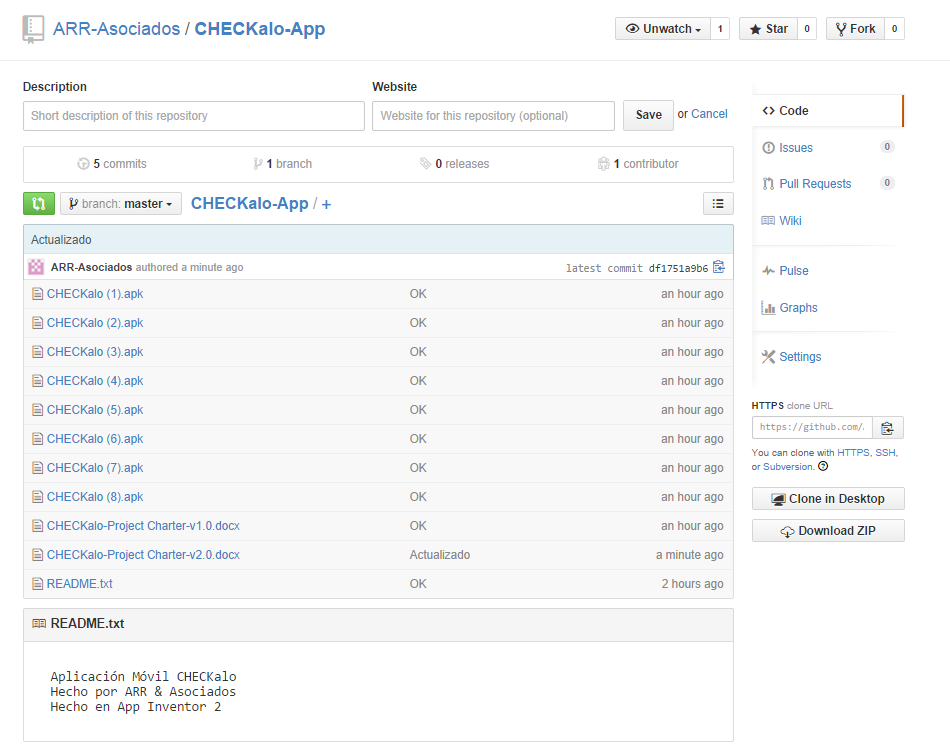 ARR-Asociados / CHECKalo-App
Unwatch 1 Star 0 Fork 0
Description Website
Short description of this repository Website for this repository (optional) Save or Cancel
5 commits 1 branch 0 releases 1 contributor
branch: master CHECKalo-App / +
Actualizado
ARR-Asociados authored a minute ago latest commit df1751a9b6
CHECKalo (1).apk OK an hour ago
CHECKalo (2).apk OK an hour ago
CHECKalo (3).apk OK an hour ago
CHECKalo (4).apk OK an hour ago
CHECKalo (5).apk OK an hour ago
CHECKalo (6).apk OK an hour ago
CHECKalo (7).apk OK an hour ago
CHECKalo (8).apk OK an hour ago
CHECKalo-Project Charter-v1.0.docx OK an hour ago
CHECKalo-Project Charter-v2.0.docx Actualizado a minute ago
README.txt OK 2 hours ago
README.txt
Aplicación Móvil CHECKalo
Hecho por ARR & Asociados
Hecho en App Inventor 2
Code
Issues 0
Pull Requests 0
Wiki
Pulse
Graphs
Settings
HTTPS clone URL
https://github.com/
You can clone with HTTPS, SSH,
or Subversion.
Clone in Desktop
Download ZIP